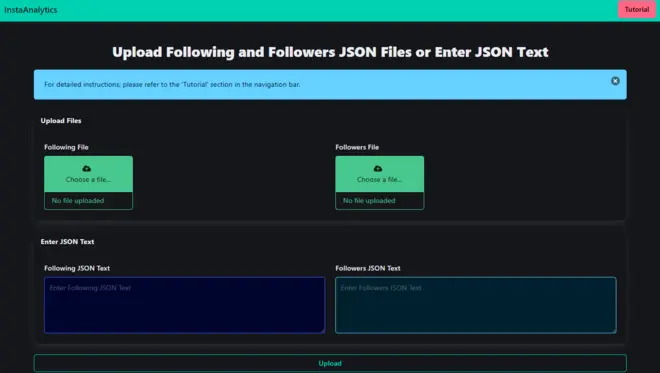 InstaAnalytics
Tutorial
Upload Following and Followers JSON Files or Enter JSON Text
For detailed instructions, please refer to the 'Tutorial' section in the navigation bar.
Upload Files
Following File
Followers File
Choose a file...
Choose a file...
No file uploaded
No file uploaded
Enter JSON Text
Following JSON Text
Followers JSON Text
Enter Following JSON Text
Enter Followers JSON Text
Upload